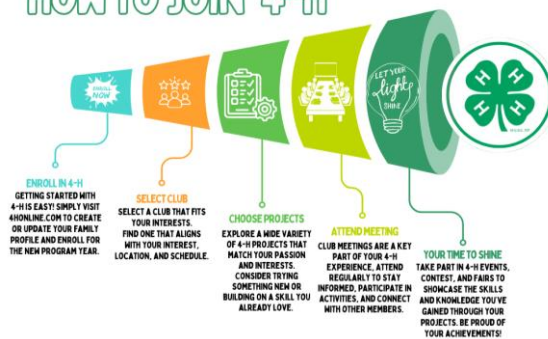 HOW TO JOIN 4-H
ENROLL
NOW
LET YOUR
light
SHINE
H H
H H
ENROLL IN 4-H
GETTING STARTED WITH
4-H IS EASY! SIMPLY VISIT
4HONLINE.COM TO CREATE
OR UPDATE YOUR FAMILY
PROFILE AND ENROLL FOR
THE NEW PROGRAM YEAR.
SELECT CLUB
SELECT A CLUB THAT FITS
YOUR INTERESTS.
FIND ONE THAT ALIGNS
WITH YOUR INTEREST,
LOCATION, AND SCHEDULE.
CHOOSE PROJECTS
EXPLORE A WIDE VARIETY
OF 4-H PROJECTS THAT
MATCH YOUR PASSION
AND INTERESTS.
CONSIDER TRYING
SOMETHING NEW OR
BUILDING ON A SKILL YOU
ALREADY LOVE.
ATTEND MEETING
CLUB MEETINGS ARE A KEY
PART OF YOUR 4-H
EXPERIENCE, ATTEND
REGULARLY TO STAY
INFORMED, PARTICIPATE IN
ACTIVITIES, AND CONNECT
WITH OTHER MEMBERS.
YOUR TIME TO SHINE
TAKE PART IN 4-H EVENTS,
CONTEST, AND FAIRS TO
SHOWCASE THE SKILLS
AND KNOWLEDGE YOU'VE
GAINED THROUGH YOUR
PROJECTS. BE PROUD OF
YOUR ACHIEVEMENTS!